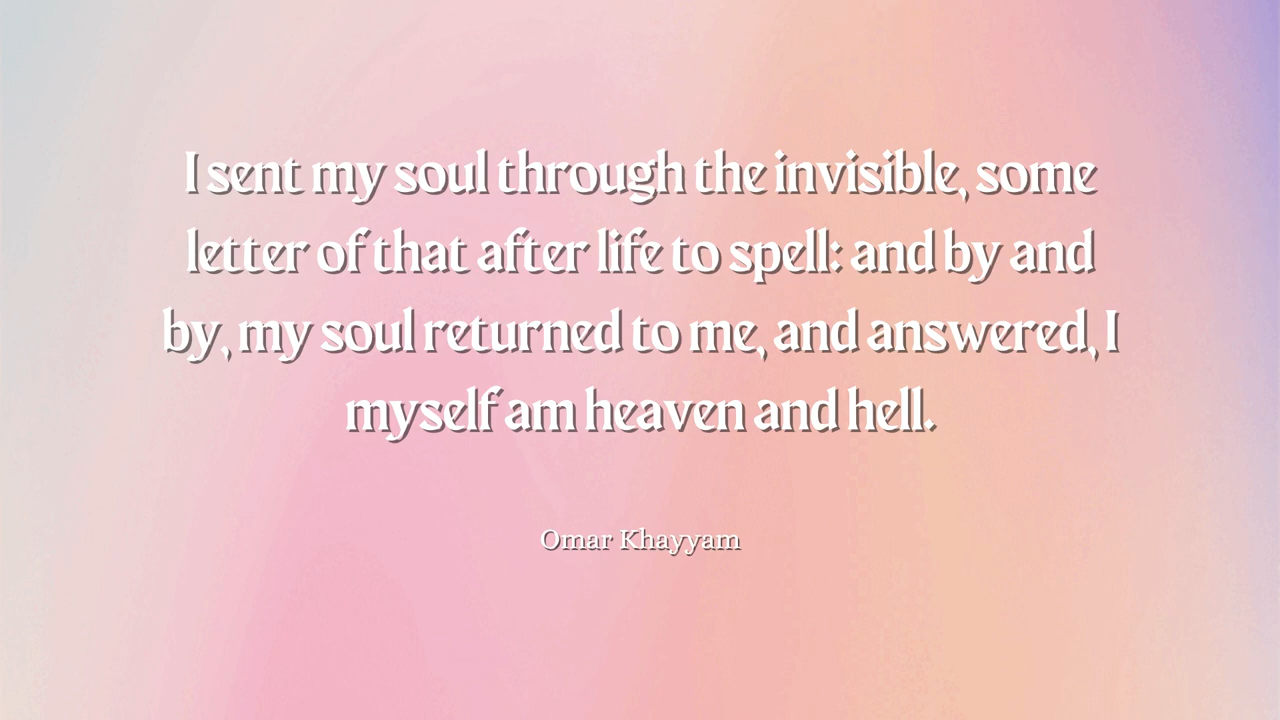 I sent my soul through the invisible, some
letter of that after life to spell: and by and
by, my soul returned to me, and answered, I
myself am heaven and hell.
Omar Khayyam